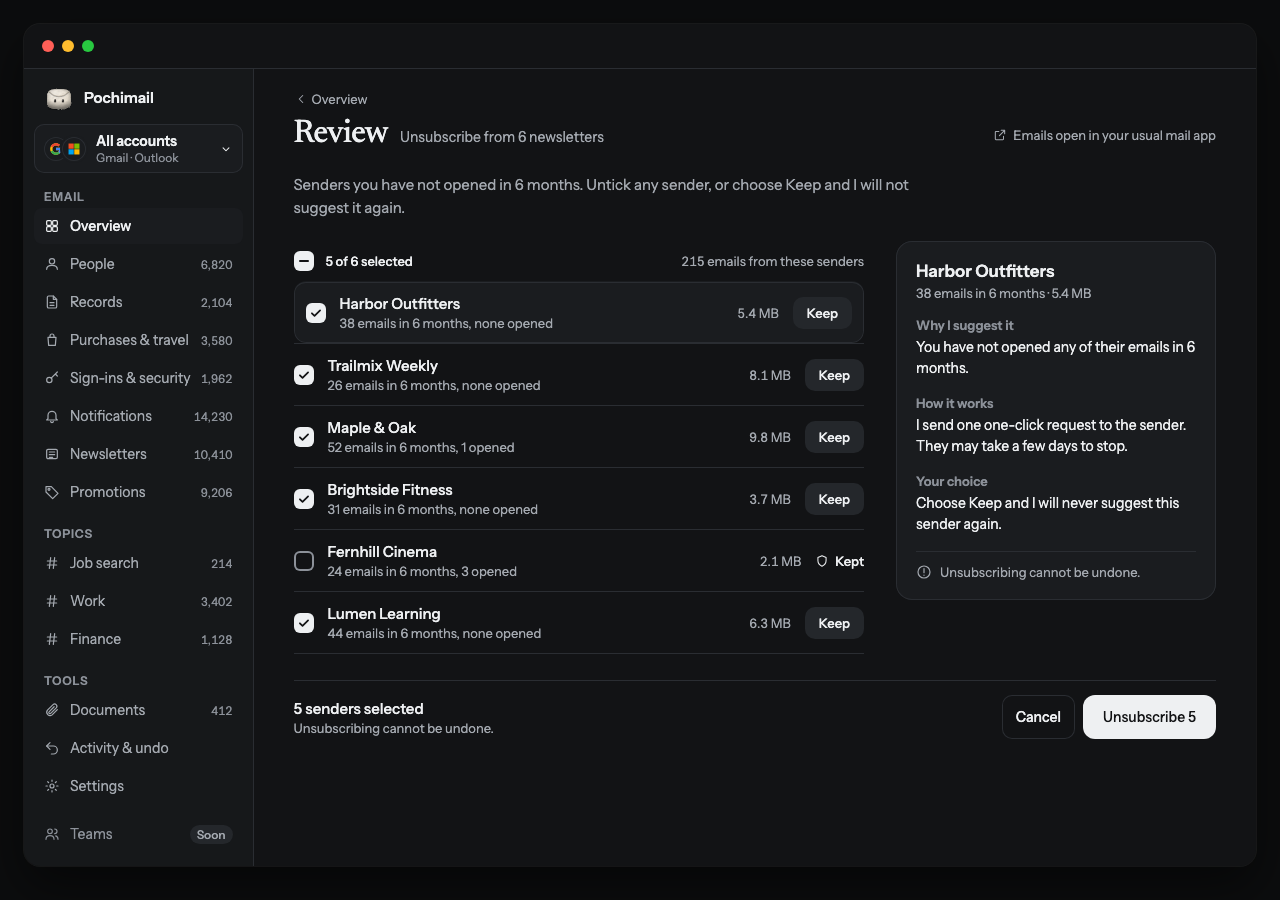 Pochimail
All accounts
Gmail · Outlook
EMAIL
Overview
People 6,820
Records 2,104
Purchases & travel 3,580
Sign-ins & security 1,962
Notifications 14,230
Newsletters 10,410
Promotions 9,206
TOPICS
# Job search 214
# Work 3,402
# Finance 1,128
TOOLS
Documents 412
Activity & undo
Settings
Teams Soon
Overview
Review Unsubscribe from 6 newsletters
Emails open in your usual mail app
Senders you have not opened in 6 months. Untick any sender, or choose Keep and I will not
suggest it again.
5 of 6 selected 215 emails from these senders
Harbor Outfitters
38 emails in 6 months, none opened
5.4 MB Keep
Trailmix Weekly
26 emails in 6 months, none opened
8.1 MB Keep
Maple & Oak
52 emails in 6 months, 1 opened
9.8 MB Keep
Brightside Fitness
31 emails in 6 months, none opened
3.7 MB Keep
Fernhill Cinema
24 emails in 6 months, 3 opened
2.1 MB Kept
Lumen Learning
44 emails in 6 months, none opened
6.3 MB Keep
Harbor Outfitters
38 emails in 6 months · 5.4 MB
Why I suggest it
You have not opened any of their emails in 6
months.
How it works
I send one one-click request to the sender.
They may take a few days to stop.
Your choice
Choose Keep and I will never suggest this
sender again.
Unsubscribing cannot be undone.
5 senders selected
Unsubscribing cannot be undone.
Cancel
Unsubscribe 5